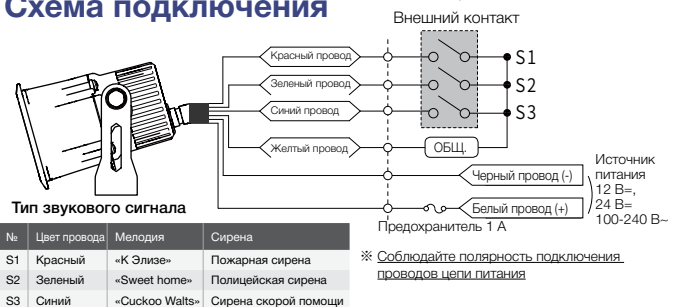 Схема подключения
Внешний контакт
Красный провод
S1
Зеленый провод
S2
Синий провод
S3
Желтый провод
ОБЩ.
Черный провод (-)
Белый провод (+)
Источник
питания
12 В=,
24 В=
100-240 В~
Предохранитель 1 А
Тип звукового сигнала
№ Цвет провода Мелодия Сирена
S1 Красный «К Элизе» Пожарная сирена
S2 Зеленый «Sweet home» Полицейская сирена
S3 Синий «Cuckoo Walts» Сирена скорой помощи
※ Соблюдайте полярность подключения
проводов цепи питания